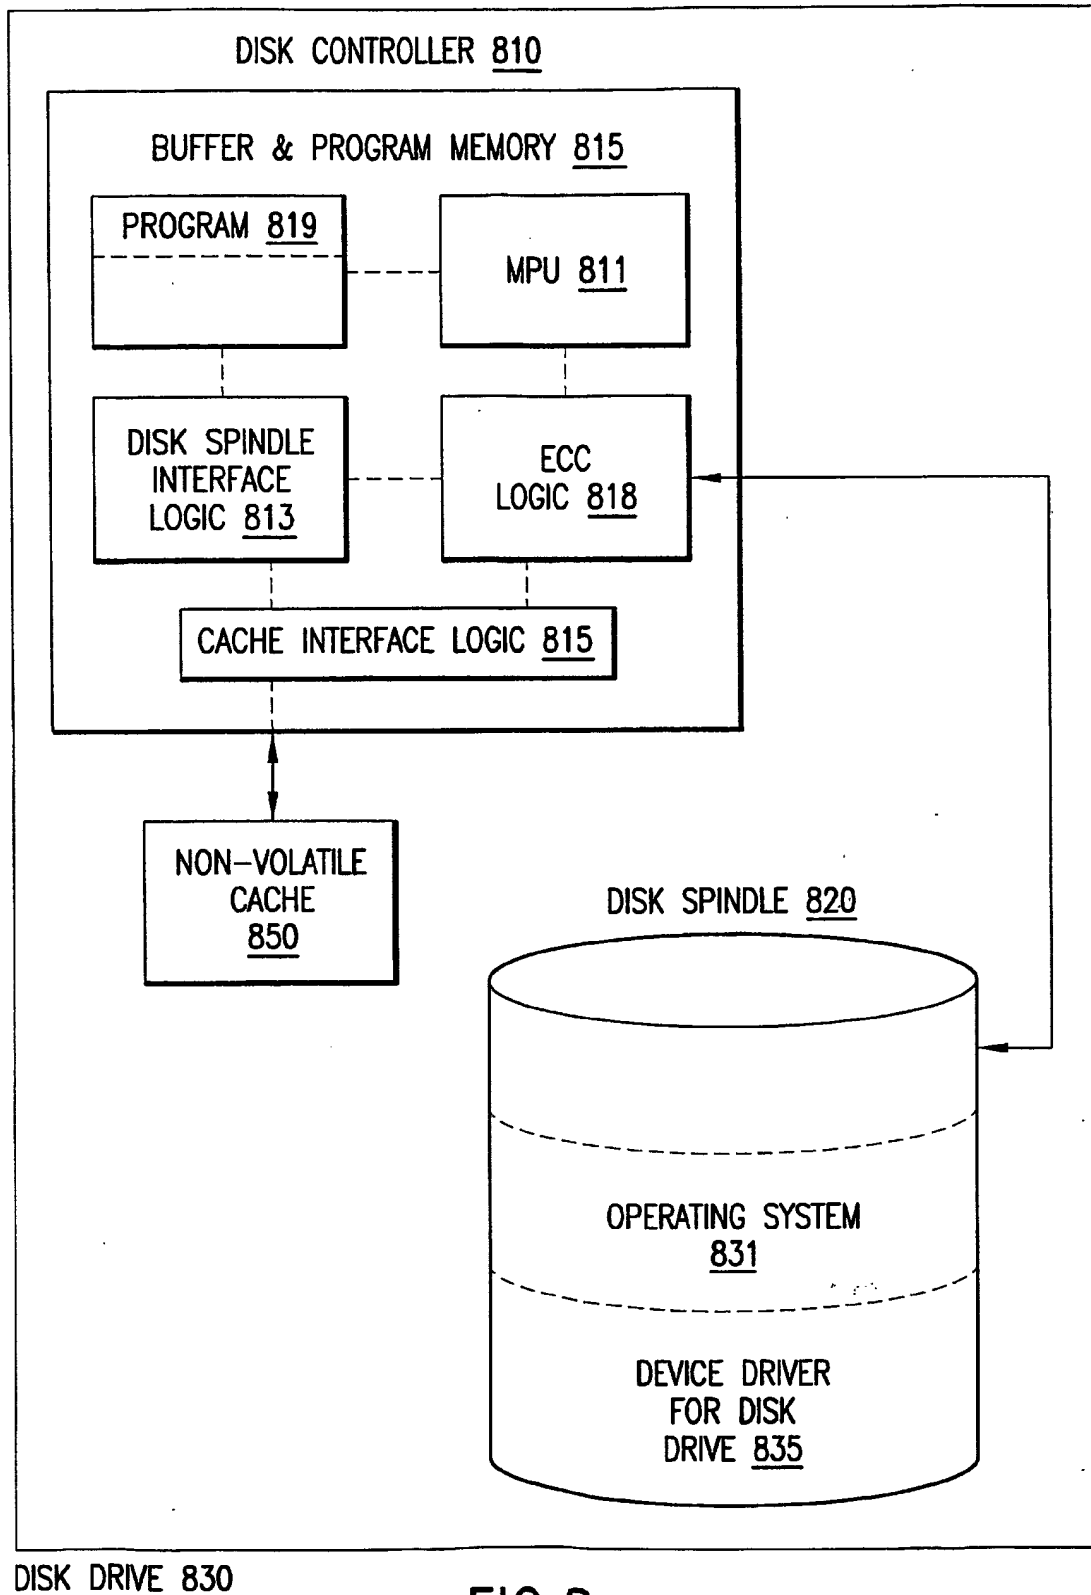 DISK CONTROLLER 810
BUFFER & PROGRAM MEMORY 815
PROGRAM 819
MPU 811
DISK SPINDLE
INTERFACE
LOGIC 813
ECC
LOGIC 818
CACHE INTERFACE LOGIC 815
NON-VOLATILE
CACHE
850
DISK SPINDLE 820
OPERATING SYSTEM
831
DEVICE DRIVER
FOR DISK
DRIVE 835
DISK DRIVE 830